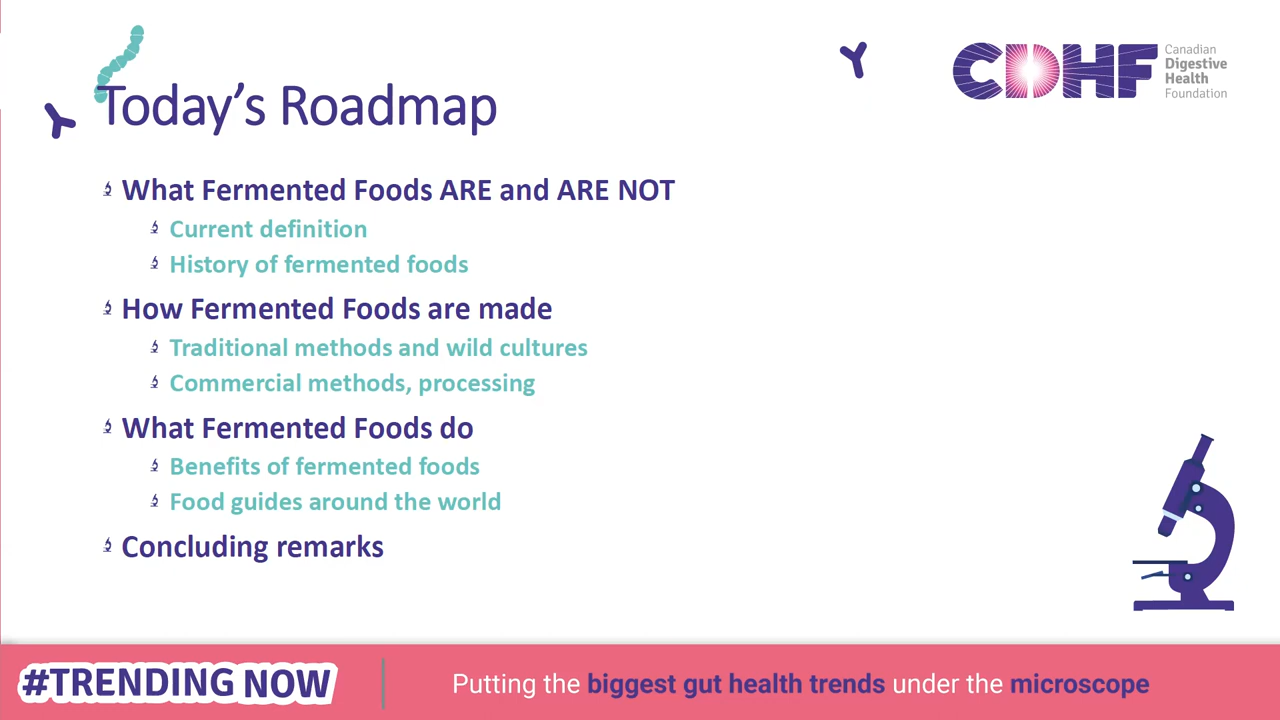 Today’s Roadmap
CDHF
Canadian
Digestive
Health
Foundation
What Fermented Foods ARE and ARE NOT
Current definition
History of fermented foods
How Fermented Foods are made
Traditional methods and wild cultures
Commercial methods, processing
What Fermented Foods do
Benefits of fermented foods
Food guides around the world
Concluding remarks
#TRENDING NOW
Putting the biggest gut health trends under the microscope